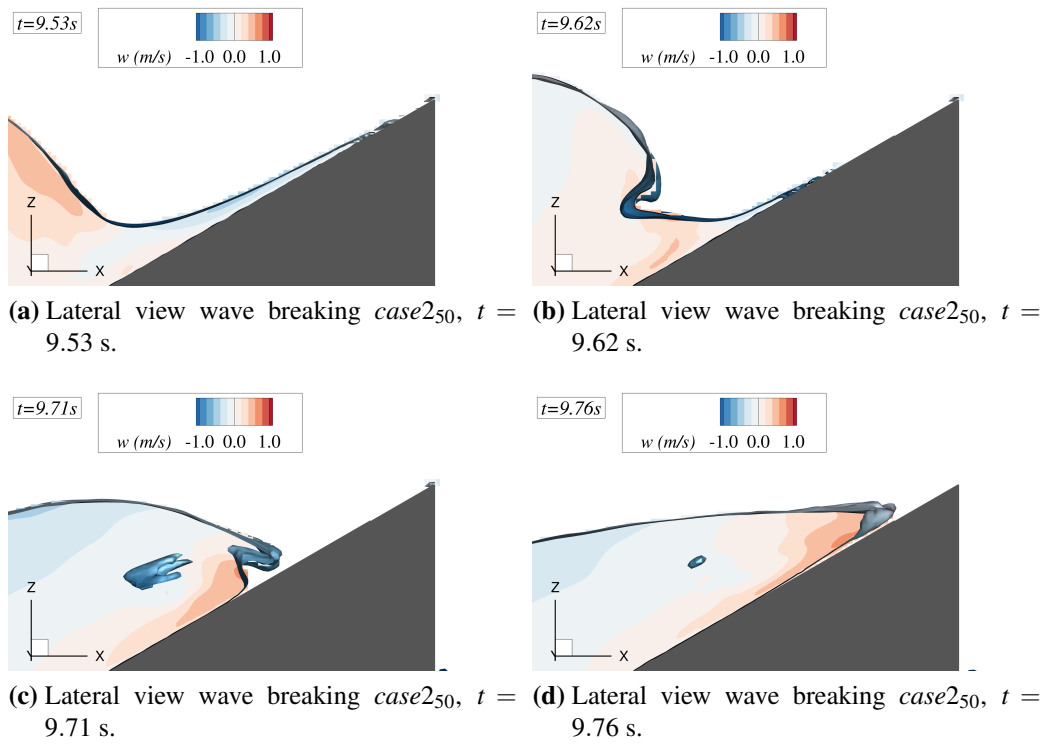 t=9.53s
w (m/s) -1.0 0.0 1.0
Z
Y X
(a) Lateral view wave breaking case2₅₀, t =
9.53 s.
t=9.62s
w (m/s) -1.0 0.0 1.0
Z
Y X
(b) Lateral view wave breaking case2₅₀, t =
9.62 s.
t=9.71s
w (m/s) -1.0 0.0 1.0
Z
Y X
(c) Lateral view wave breaking case2₅₀, t =
9.71 s.
t=9.76s
w (m/s) -1.0 0.0 1.0
Z
Y X
(d) Lateral view wave breaking case2₅₀, t =
9.76 s.